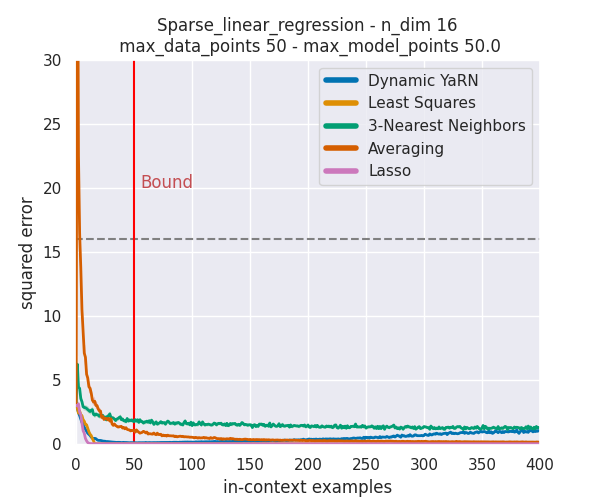 Sparse_linear_regression - n_dim 16
max_data_points 50 - max_model_points 50.0
30
25
20
15
10
5
0
squared error
Bound
Dynamic YaRN
Least Squares
3-Nearest Neighbors
Averaging
Lasso
0 50 100 150 200 250 300 350 400
in-context examples